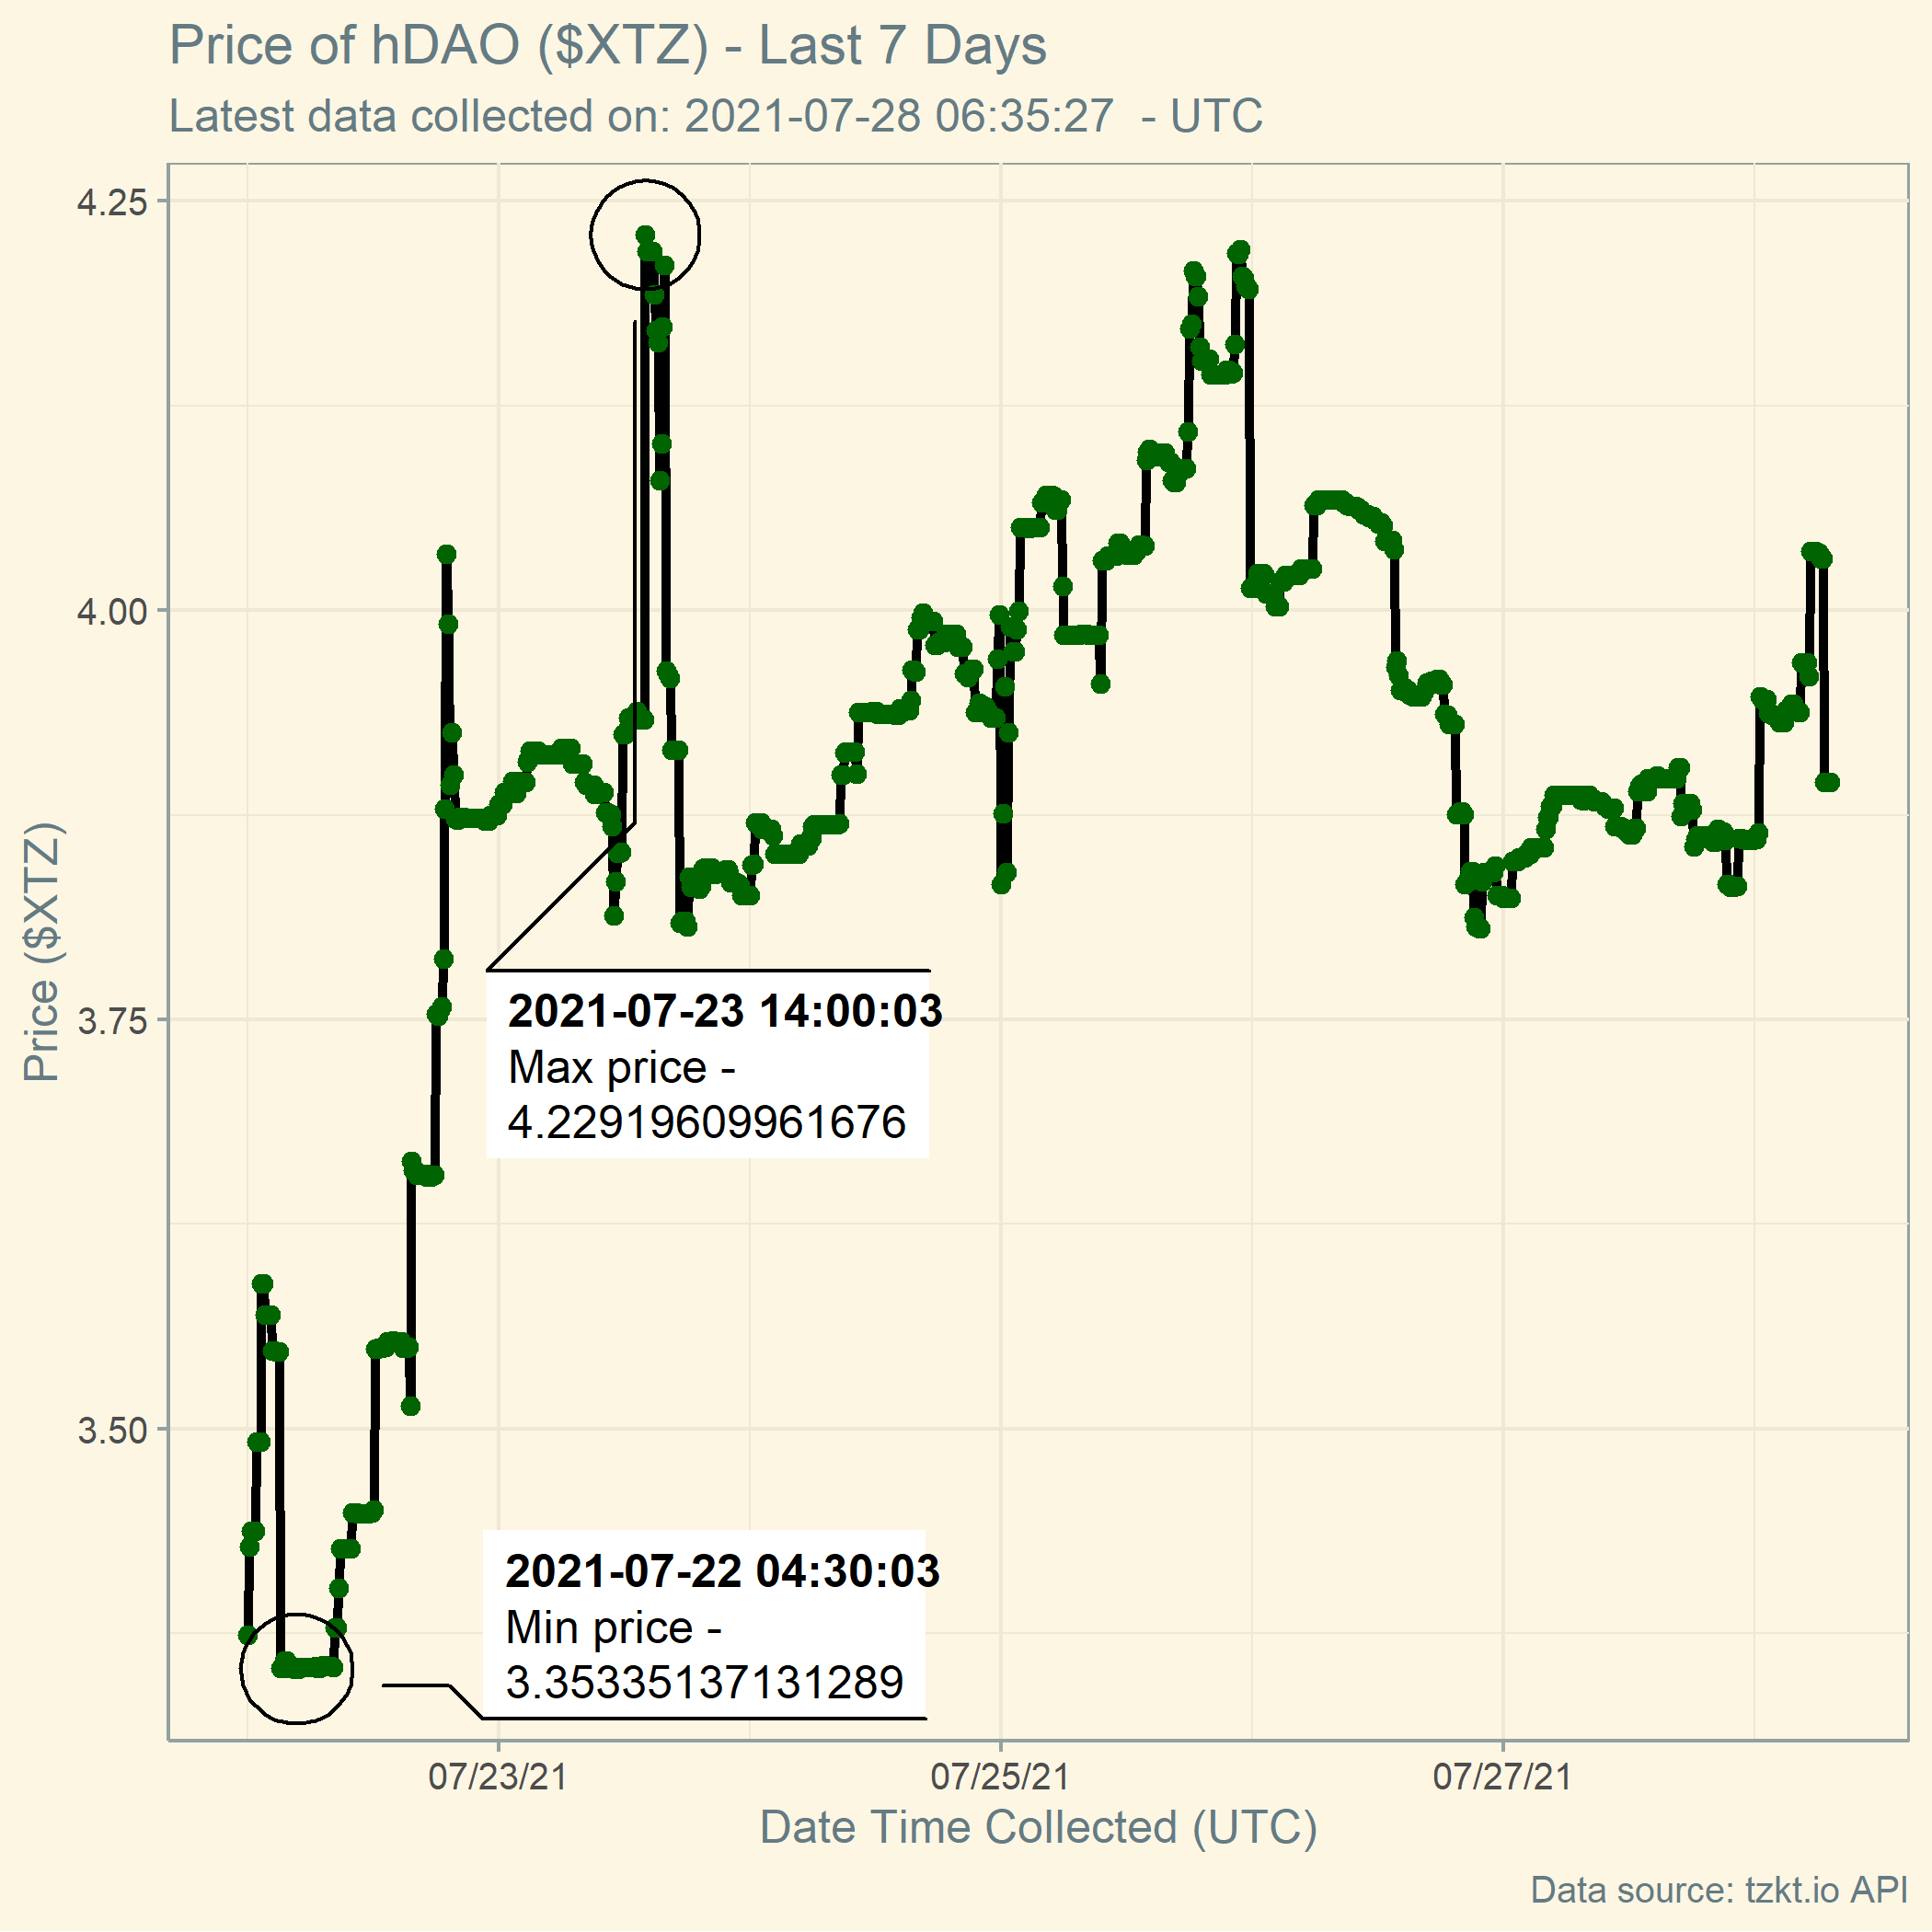 Price of hDAO ($XTZ) - Last 7 Days
Latest data collected on: 2021-07-28 06:35:27  - UTC
Price ($XTZ)
4.25
4.00
3.75
3.50
2021-07-23 14:00:03
Max price -
4.22919609961676
2021-07-22 04:30:03
Min price -
3.35335137131289
07/23/21
07/25/21
07/27/21
Date Time Collected (UTC)
Data source: tzkt.io API